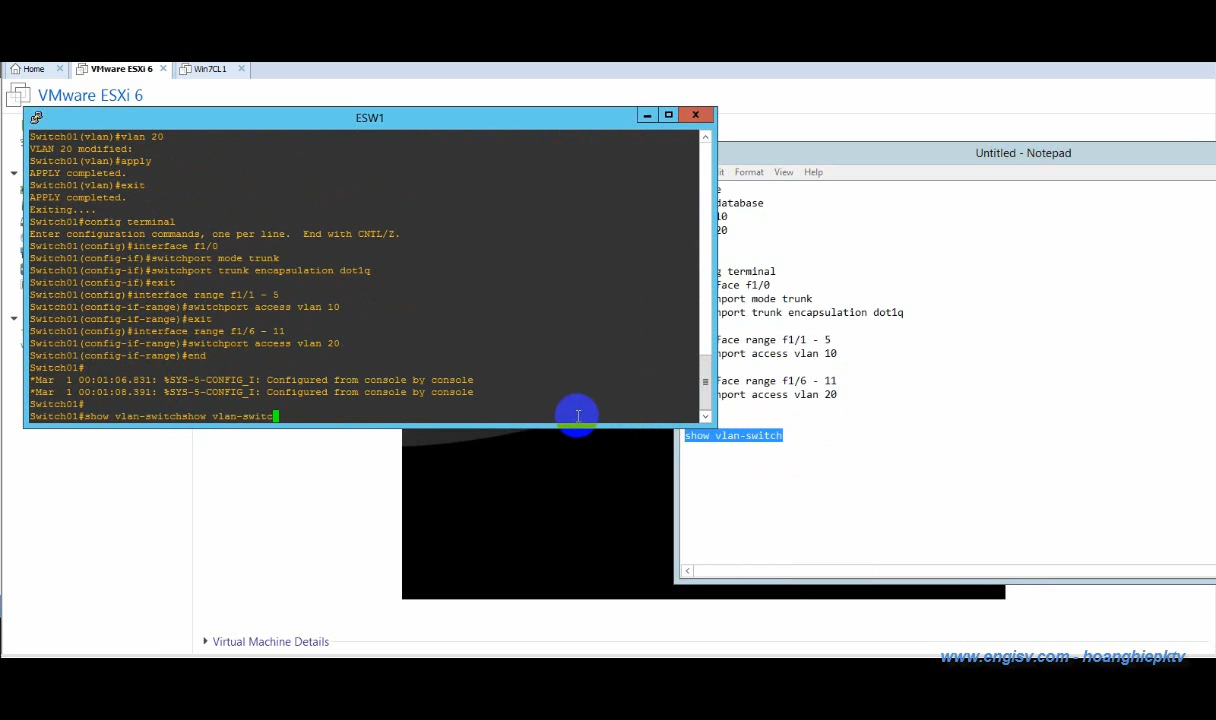 Home
VMware ESXi 6
Win7CL1
VMware ESXi 6
ESW1
Switch01(vlan)#vlan 20
VLAN 20 modified:
Switch01(vlan)#apply
APPLY completed.
Switch01(vlan)#exit
APPLY completed.
Exiting....
Switch01#config terminal
Enter configuration commands, one per line.  End with CNTL/Z.
Switch01(config)#interface f1/0
Switch01(config-if)#switchport mode trunk
Switch01(config-if)#switchport trunk encapsulation dot1q
Switch01(config-if)#exit
Switch01(config)#interface range f1/1 - 5
Switch01(config-if-range)#switchport access vlan 10
Switch01(config-if-range)#exit
Switch01(config)#interface range f1/6 - 11
Switch01(config-if-range)#switchport access vlan 20
Switch01(config-if-range)#end
Switch01#
*Mar  1 00:01:06.831: %SYS-5-CONFIG_I: Configured from console by console
*Mar  1 00:01:08.391: %SYS-5-CONFIG_I: Configured from console by console
Switch01#
Switch01#show vlan-switchshow vlan-switc
Untitled - Notepad
it Format View Help
e
database
10
20
g terminal
face f1/0
port mode trunk
port trunk encapsulation dot1q
face range f1/1 - 5
port access vlan 10
face range f1/6 - 11
port access vlan 20
show vlan-switch
Virtual Machine Details
www.engisv.com - hoanghiepktv